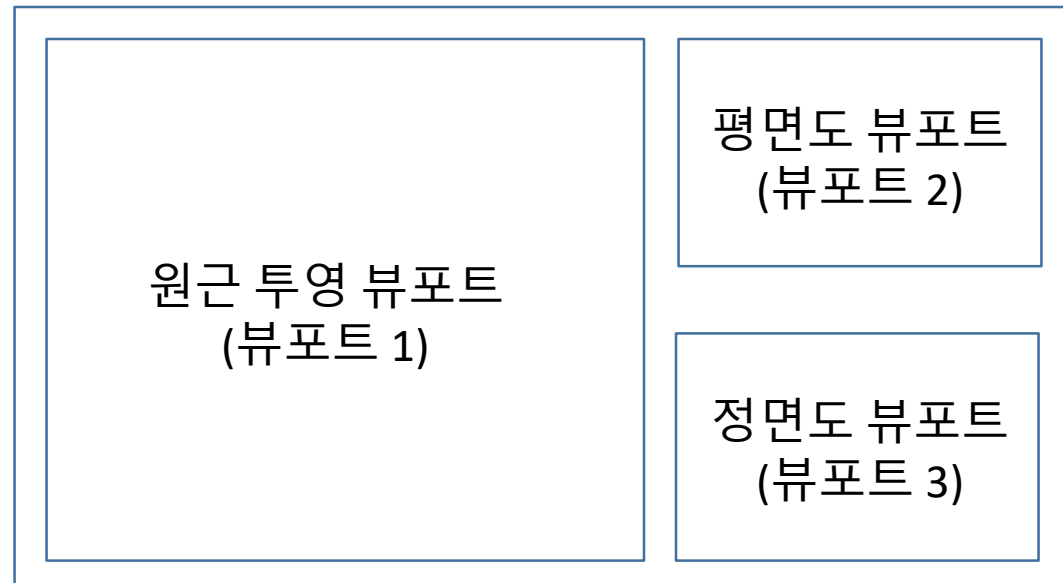 원근 투영 뷰포트
(뷰포트 1)
평면도 뷰포트
(뷰포트 2)
정면도 뷰포트
(뷰포트 3)